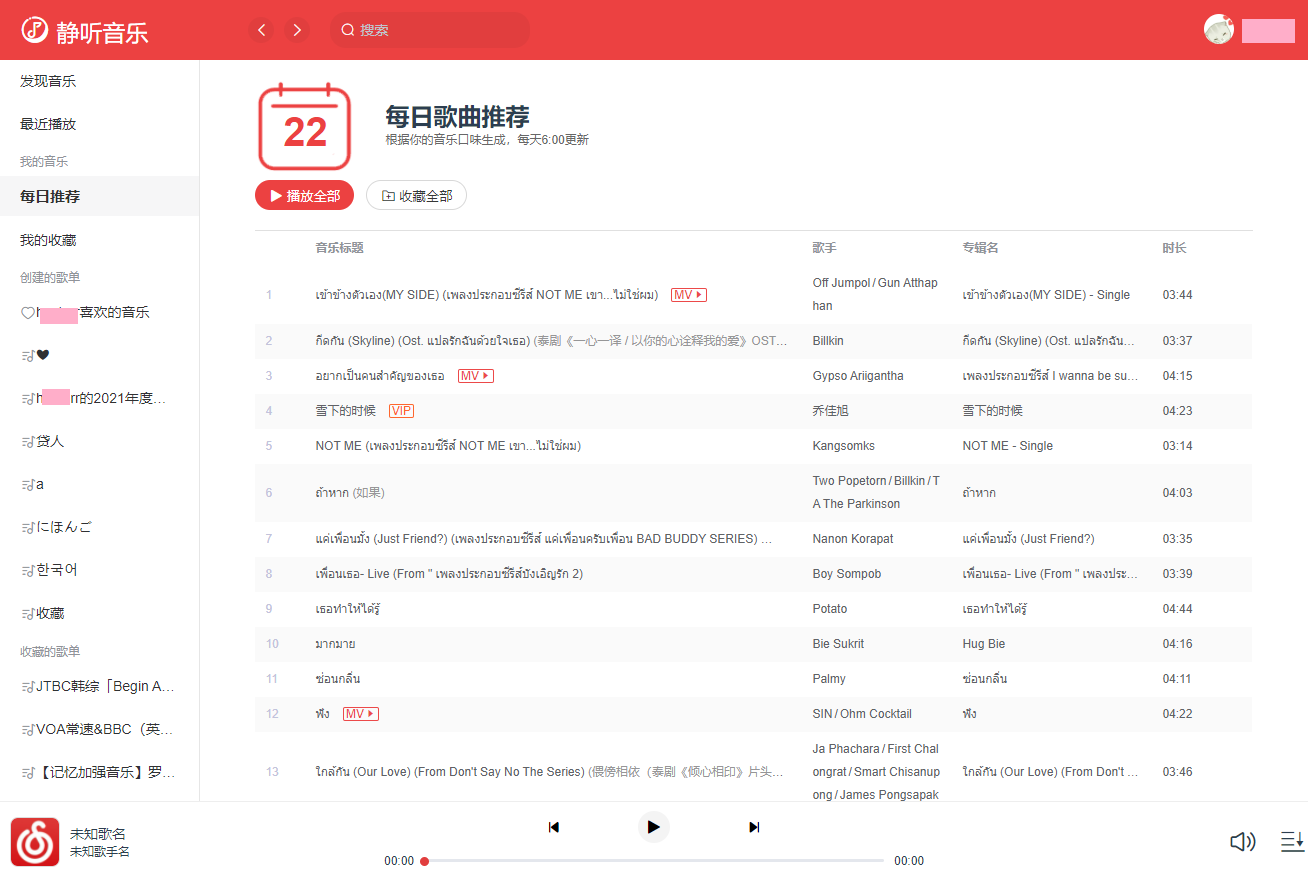 静听音乐
搜索
发现音乐
最近播放
我的音乐
每日推荐
我的收藏
创建的歌单
喜欢的音乐
h rr的2021年度...
贷人
a
にほんご
한국어
收藏
收藏的歌单
JTBC韩综「Begin A...
VOA常速&BBC（英...
【记忆加强音乐】罗...
22
每日歌曲推荐
根据你的音乐口味生成，每天6:00更新
播放全部
收藏全部
音乐标题 歌手 专辑名 时长
1 เข้าข้างตัวเอง(MY SIDE) (เพลงประกอบซีรีส์ NOT ME เขา...ไม่ใช่ผม) MV Off Jumpol / Gun Atthap
han เข้าข้างตัวเอง(MY SIDE) - Single 03:44
2 กีดกัน (Skyline) (Ost. แปลรักฉันด้วยใจเธอ) (泰剧《一心一译 / 以你的心诠释我的爱》OST... Billkin กีดกัน (Skyline) (Ost. แปลรักฉัน... 03:37
3 อยากเป็นคนสำคัญของเธอ MV Gypso Ariigantha เพลงประกอบซีรีส์ I wanna be su... 04:15
4 雪下的时候 VIP 乔佳旭 雪下的时候 04:23
5 NOT ME (เพลงประกอบซีรีส์ NOT ME เขา...ไม่ใช่ผม) Kangsomks NOT ME - Single 03:14
6 ถ้าหาก (如果) Two Popetorn / Billkin / T
A The Parkinson ถ้าหาก 04:03
7 แค่เพื่อนมั้ง (Just Friend?) (เพลงประกอบซีรีส์ แค่เพื่อนครับเพื่อน BAD BUDDY SERIES) ... Nanon Korapat แค่เพื่อนมั้ง (Just Friend?) 03:35
8 เพื่อนเธอ- Live (From " เพลงประกอบซีรีส์บังเอิญรัก 2) Boy Sompob เพื่อนเธอ- Live (From " เพลงประ... 03:39
9 เธอทำให้ได้รู้ Potato เธอทำให้ได้รู้ 04:44
10 มากมาย Bie Sukrit Hug Bie 04:16
11 ซ่อนกลิ่น Palmy ซ่อนกลิ่น 04:11
12 ฟัง MV SIN / Ohm Cocktail ฟัง 04:22
13 ใกล้กัน (Our Love) (From Don't Say No The Series) (偎傍相依（泰剧《倾心相印》片头... Ja Phachara / First Chal
ongrat / Smart Chisanup
ong / James Pongsapak ใกล้กัน (Our Love) (From Don't ... 03:46
未知歌名
未知歌手名
00:00
00:00